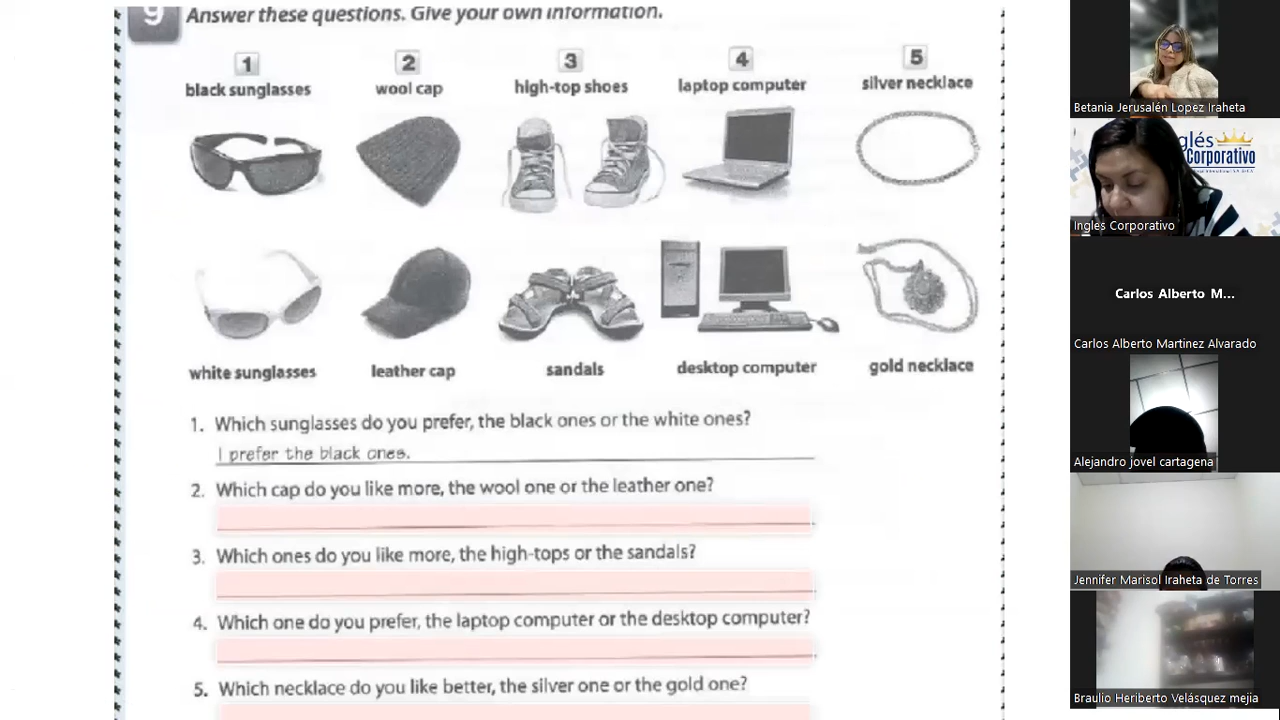 9 Answer these questions. Give your own information.
1 2 3 4 5
black sunglasses wool cap high-top shoes laptop computer silver necklace
white sunglasses leather cap sandals desktop computer gold necklace
1. Which sunglasses do you prefer, the black ones or the white ones?
I prefer the black ones.
2. Which cap do you like more, the wool one or the leather one?
3. Which ones do you like more, the high-tops or the sandals?
4. Which one do you prefer, the laptop computer or the desktop computer?
5. Which necklace do you like better, the silver one or the gold one?
Betania Jerusalén Lopez Iraheta
glés
Corporativo
Ingles Corporativo
Carlos Alberto M...
Carlos Alberto Martinez Alvarado
Alejandro jovel cartagena
Jennifer Marisol Iraheta de Torres
Braulio Heriberto Velásquez mejia